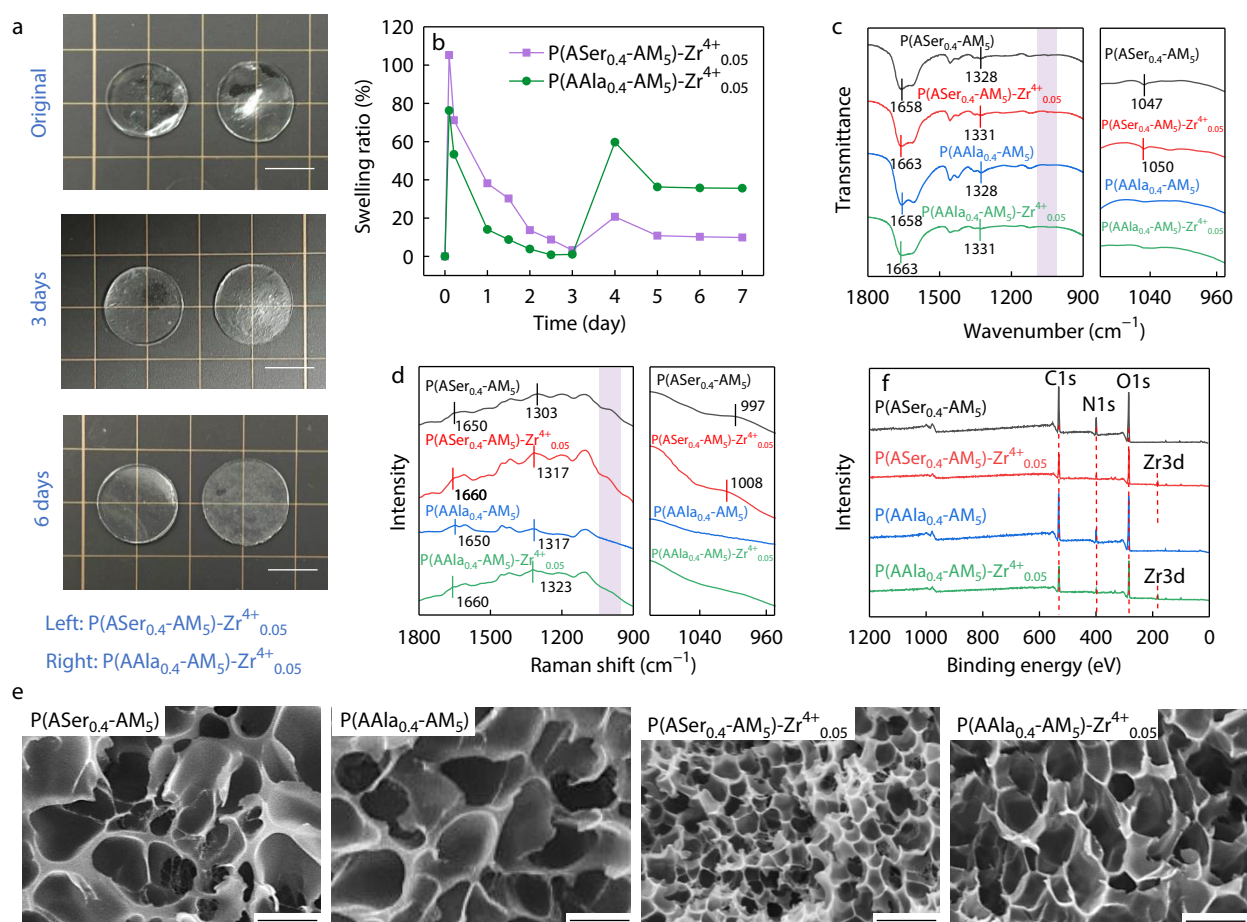 a
Original
3 days
6 days
Left: P(ASer0.4-AM5)-Zr4+0.05
Right: P(AAla0.4-AM5)-Zr4+0.05
b
P(ASer0.4-AM5)-Zr4+0.05
P(AAla0.4-AM5)-Zr4+0.05
Swelling ratio (%)
120
100
80
60
40
20
0
0 1 2 3 4 5 6 7
Time (day)
c
Transmittance
P(ASer0.4-AM5)
1328
1658
P(ASer0.4-AM5)-Zr4+0.05
1331
1663
P(AAla0.4-AM5)
1328
1658
P(AAla0.4-AM5)-Zr4+0.05
1331
1663
1800 1500 1200 900
P(ASer0.4-AM5)
1047
P(ASer0.4-AM5)-Zr4+0.05
1050
P(AAla0.4-AM5)
P(AAla0.4-AM5)-Zr4+0.05
1040 960
Wavenumber (cm−1)
d
Intensity
P(ASer0.4-AM5)
1650
1303
P(ASer0.4-AM5)-Zr4+0.05
1660
1317
P(AAla0.4-AM5)
1650
1317
P(AAla0.4-AM5)-Zr4+0.05
1660
1323
1800 1500 1200 900
P(ASer0.4-AM5)
997
P(ASer0.4-AM5)-Zr4+0.05
1008
P(AAla0.4-AM5)
P(AAla0.4-AM5)-Zr4+0.05
1040 960
Raman shift (cm−1)
f
Intensity
C1s
O1s
N1s
P(ASer0.4-AM5)
P(ASer0.4-AM5)-Zr4+0.05
Zr3d
P(AAla0.4-AM5)
P(AAla0.4-AM5)-Zr4+0.05
Zr3d
1200 1000 800 600 400 200 0
Binding energy (eV)
e
P(ASer0.4-AM5)
P(AAla0.4-AM5)
P(ASer0.4-AM5)-Zr4+0.05
P(AAla0.4-AM5)-Zr4+0.05